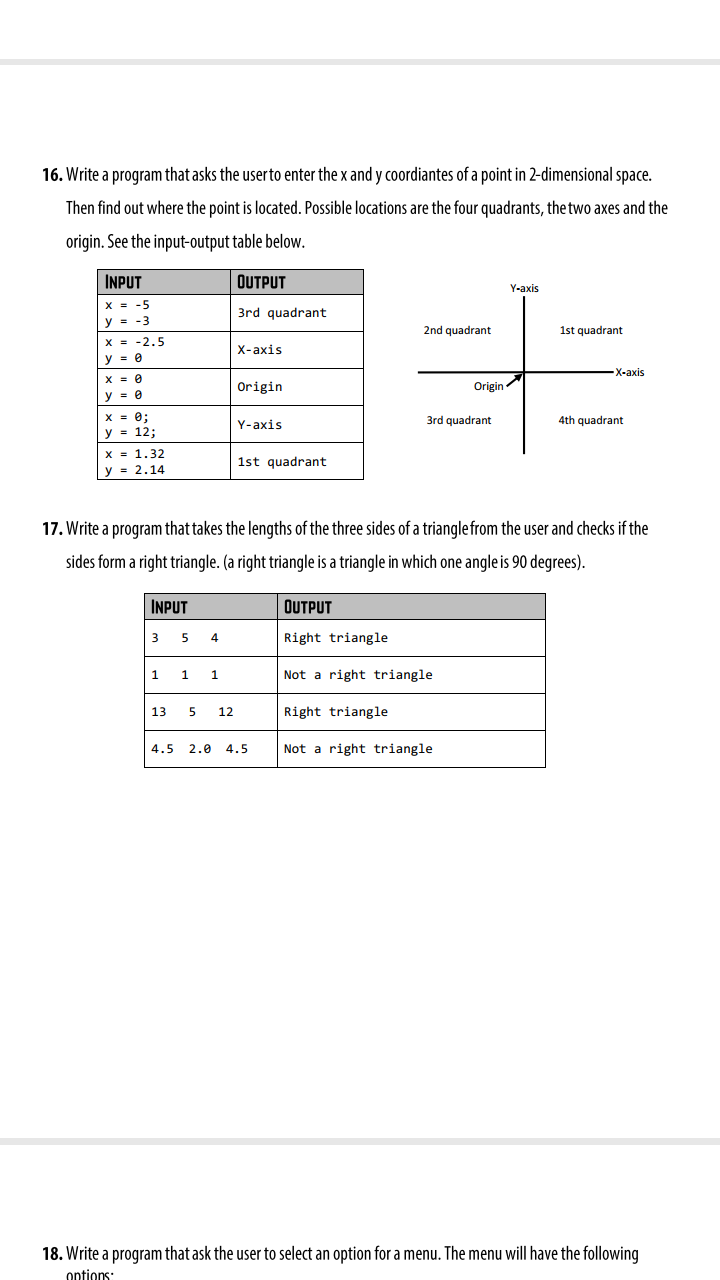 16. Write a program that asks the user to enter the x and y coordiantes of a point in 2-dimensional space.
Then find out where the point is located. Possible locations are the four quadrants, the two axes and the
origin. See the input-output table below.
INPUT OUTPUT
x = -5
y = -3
3rd quadrant
x = -2.5
y = 0
X-axis
x = 0
y = 0
Origin
x = 0;
y = 12;
Y-axis
x = 1.32
y = 2.14
1st quadrant
Y-axis
2nd quadrant 1st quadrant
X-axis
Origin
3rd quadrant 4th quadrant
17. Write a program that takes the lengths of the three sides of a triangle from the user and checks if the
sides form a right triangle. (a right triangle is a triangle in which one angle is 90 degrees).
INPUT OUTPUT
3 5 4 Right triangle
1 1 1 Not a right triangle
13 5 12 Right triangle
4.5 2.0 4.5 Not a right triangle
18. Write a program that ask the user to select an option for a menu. The menu will have the following
options: